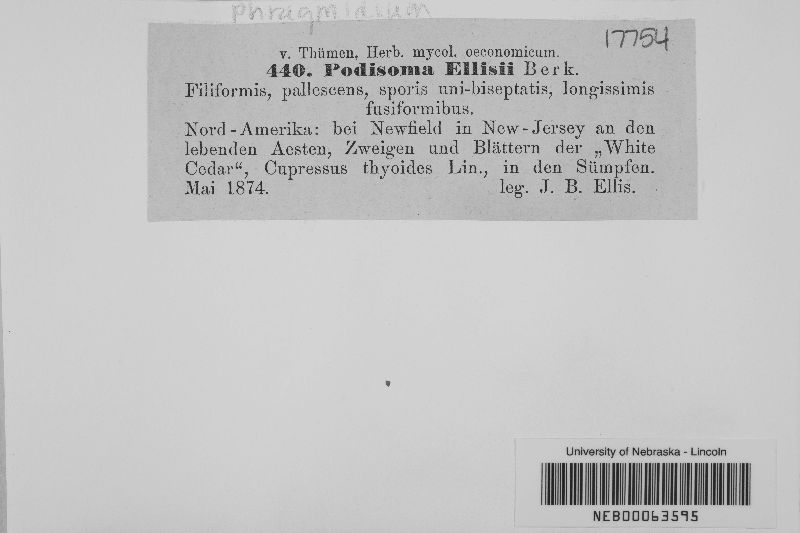 Phragmidium
17754
v. Thümen, Herb. mycol. oeconomicum.
440. Podisoma Ellisii Berk.
Filiformis, pallescens, sporis uni-biseptatis, longissimis
fusiformibus.
Nord-Amerika: bei Newfield in New-Jersey an den
lebenden Aesten, Zweigen und Blättern der „White
Cedar“, Cupressus thyoides Lin., in den Sümpfen.
Mai 1874. leg. J. B. Ellis.
University of Nebraska - Lincoln
NEB00063595